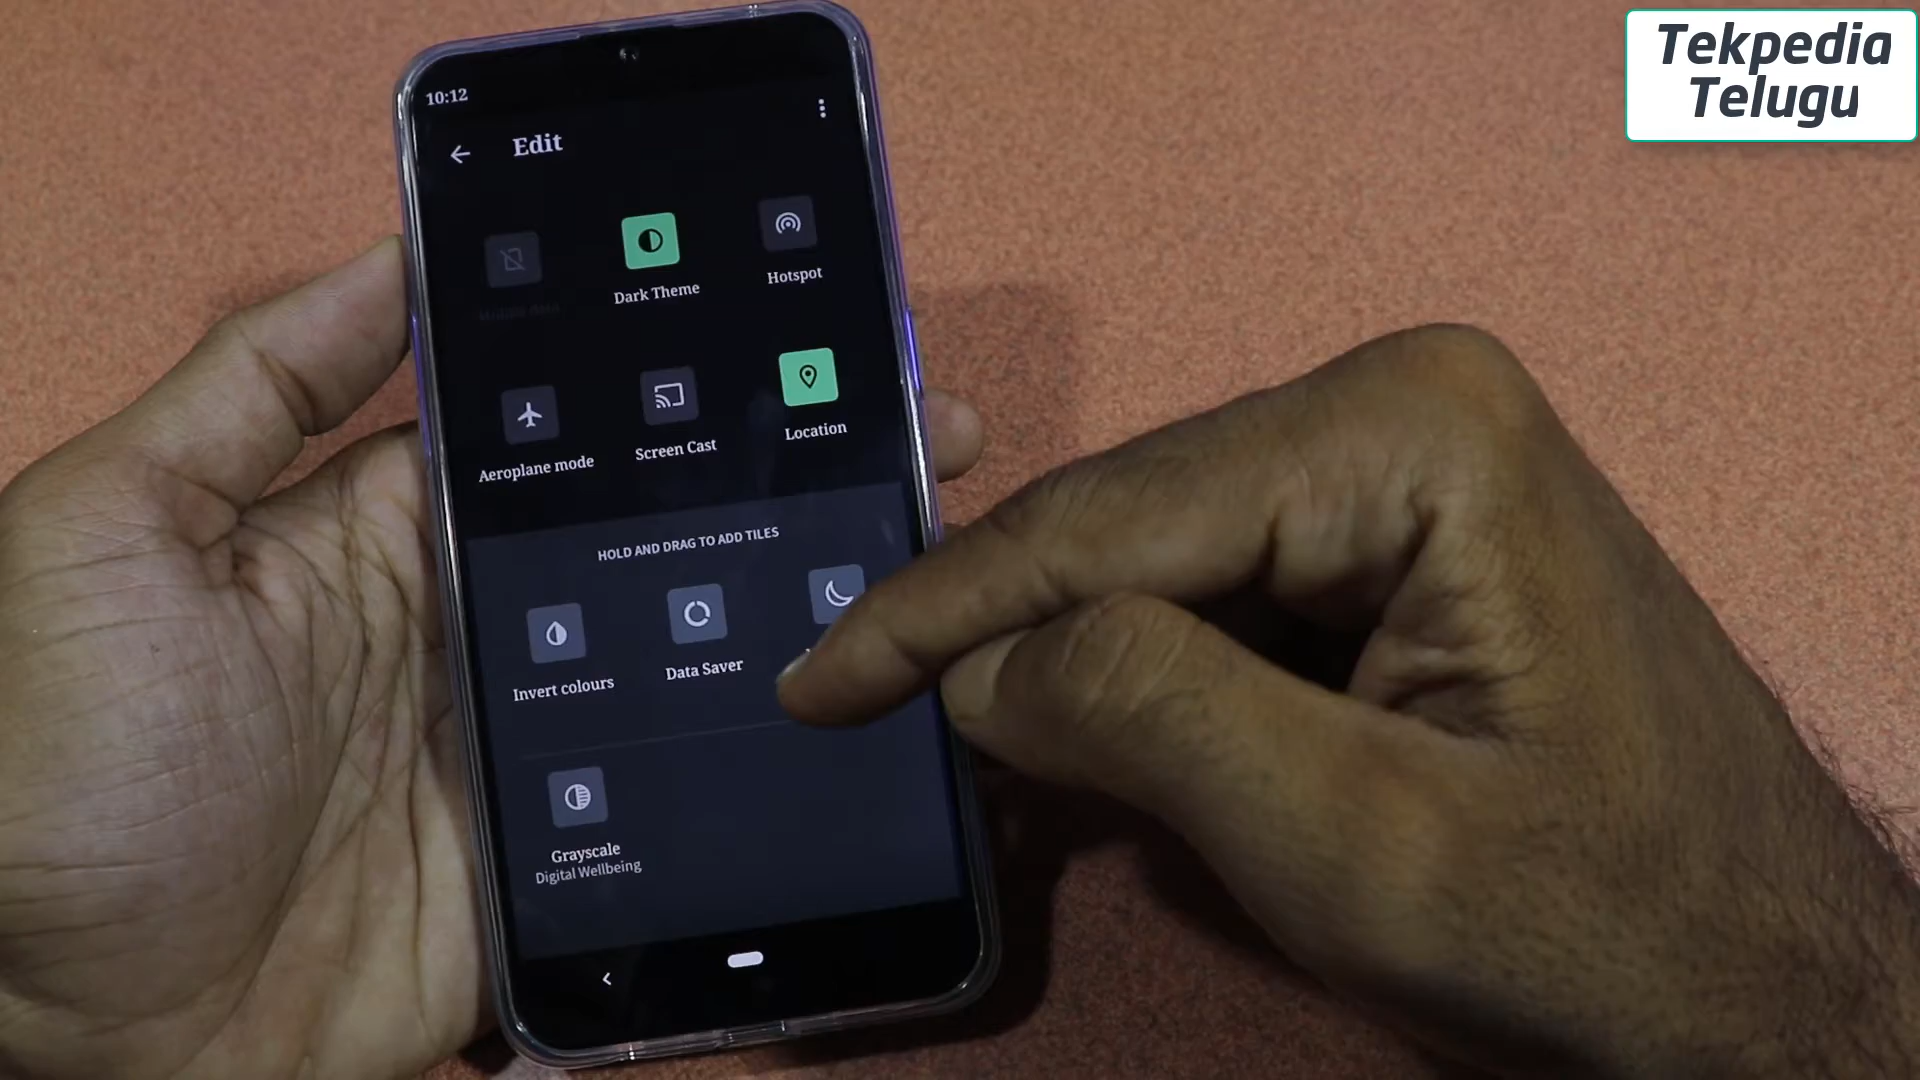 Tekpedia
Telugu
10:12
Edit
Dark Theme
Hotspot
Aeroplane mode
Screen Cast
Location
HOLD AND DRAG TO ADD TILES
Invert colours
Data Saver
Grayscale
Digital Wellbeing